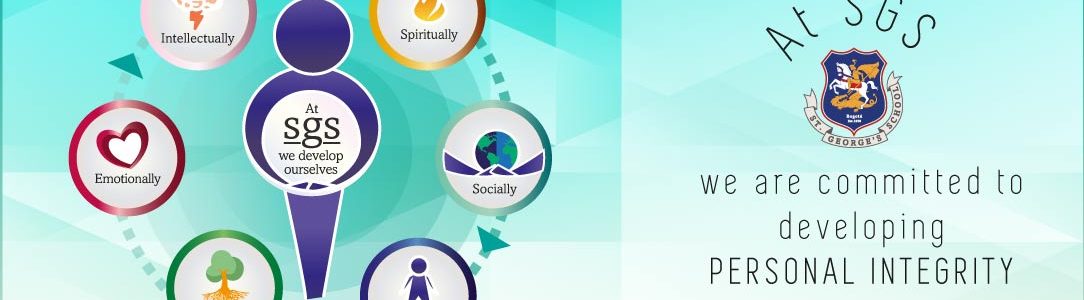 Intellectually
Spiritually
Emotionally
Socially
At
sgs
we develop
ourselves
At SGS
Bogotá
ST. GEORGE'S SCHOOL
we are committed to
developing
PERSONAL INTEGRITY